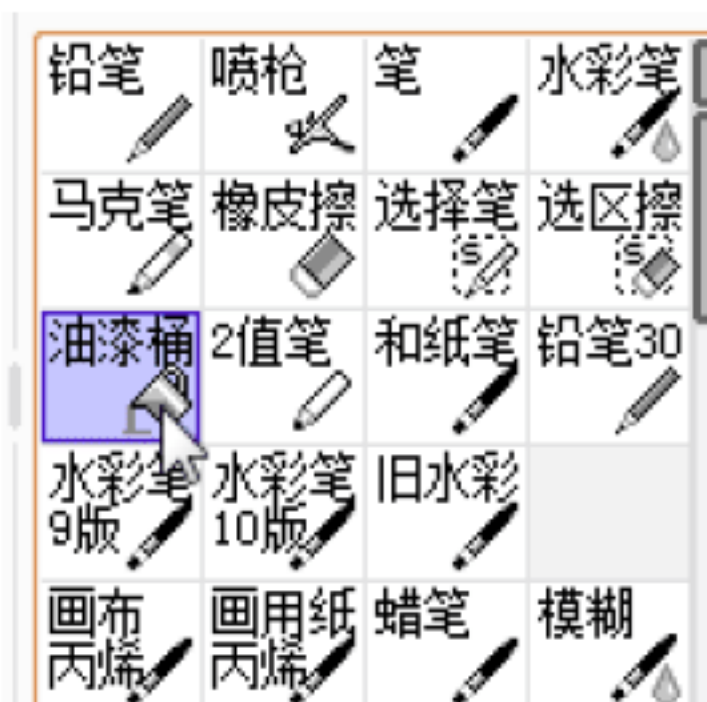 铅笔 喷枪 笔 水彩笔
马克笔 橡皮擦 选择笔 选区擦
油漆桶 2值笔 和纸笔 铅笔30
水彩笔 水彩笔 旧水彩
9版 10版
画布 画用纸 蜡笔 模糊
丙烯 丙烯